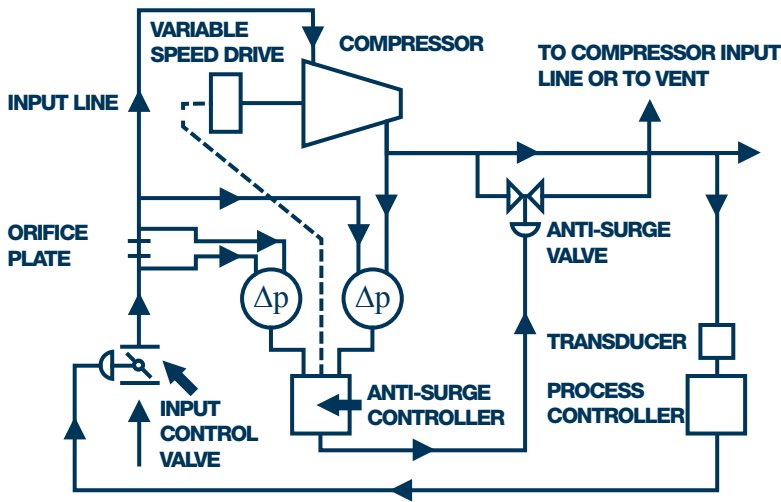 VARIABLE
SPEED DRIVE
COMPRESSOR
TO COMPRESSOR INPUT
LINE OR TO VENT
INPUT LINE
ORIFICE
PLATE
Δp
Δp
ANTI-SURGE
VALVE
TRANSDUCER
INPUT
CONTROL
VALVE
ANTI-SURGE
CONTROLLER
PROCESS
CONTROLLER